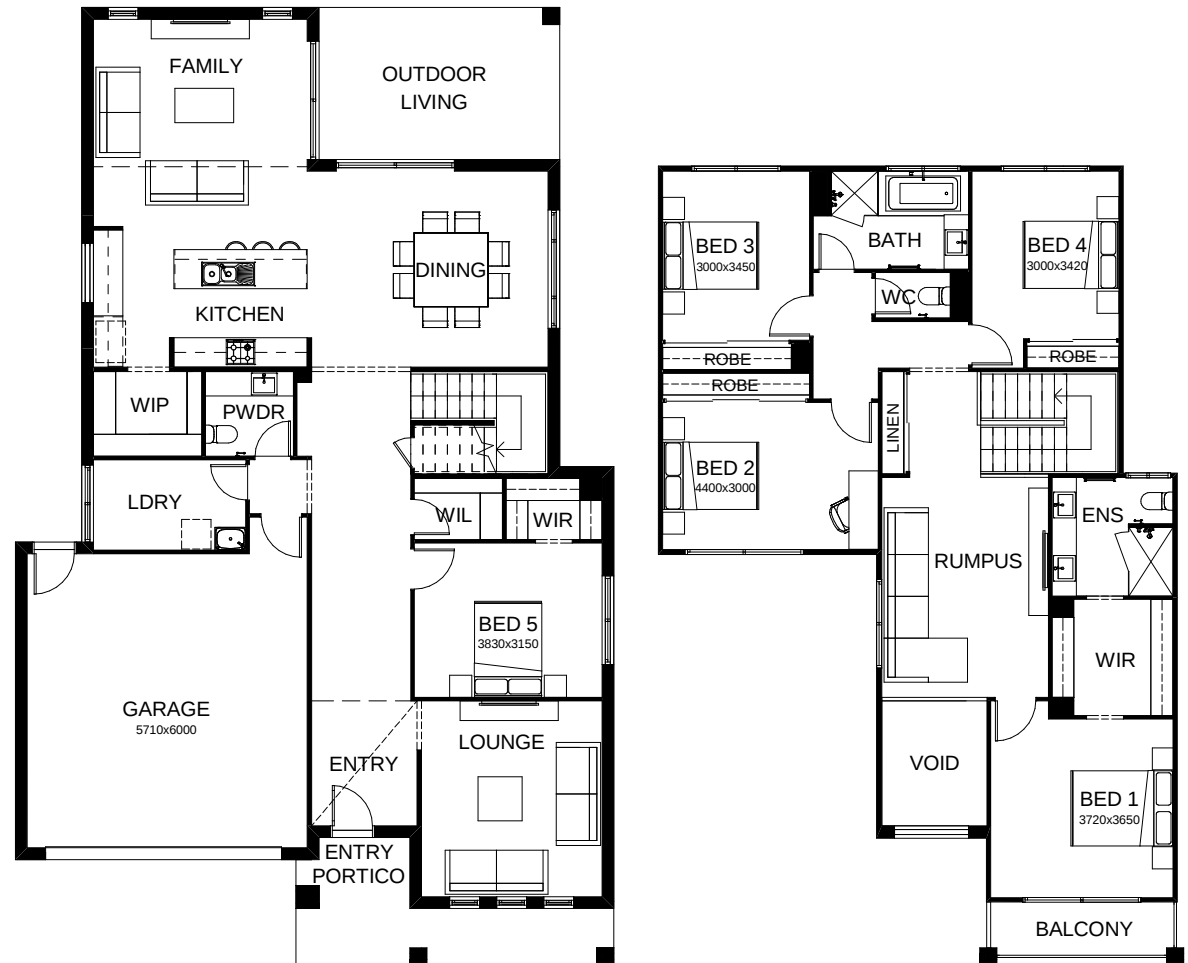 FAMILY
OUTDOOR
LIVING
KITCHEN
DINING
WIP
PWDR
LDRY
WIL
WIR
BED 5
3830x3150
GARAGE
5710x6000
LOUNGE
ENTRY
ENTRY
PORTICO
BED 3
3000x3450
BATH
BED 4
3000x3420
WC
ROBE
ROBE
ROBE
LINEN
BED 2
4400x3000
ENS
RUMPUS
WIR
VOID
BED 1
3720x3650
BALCONY